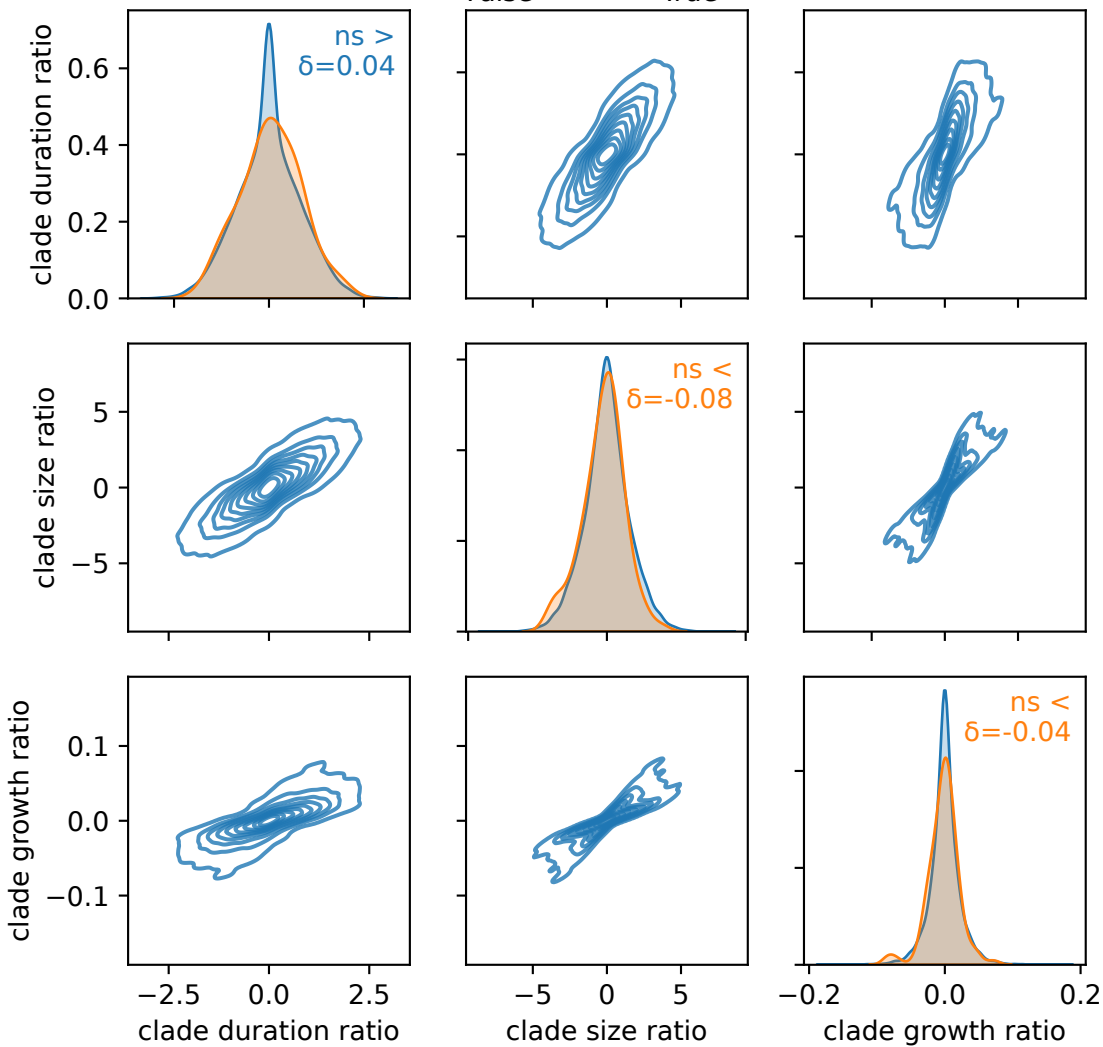 clade duration ratio
0.6
0.4
0.2
0.0
ns >
δ=0.04
clade size ratio
5
0
−5
ns <
δ=-0.08
clade growth ratio
0.1
0.0
−0.1
ns <
δ=-0.04
−2.5
0.0
2.5
−5
0
5
−0.2
0.0
0.2
clade duration ratio
clade size ratio
clade growth ratio